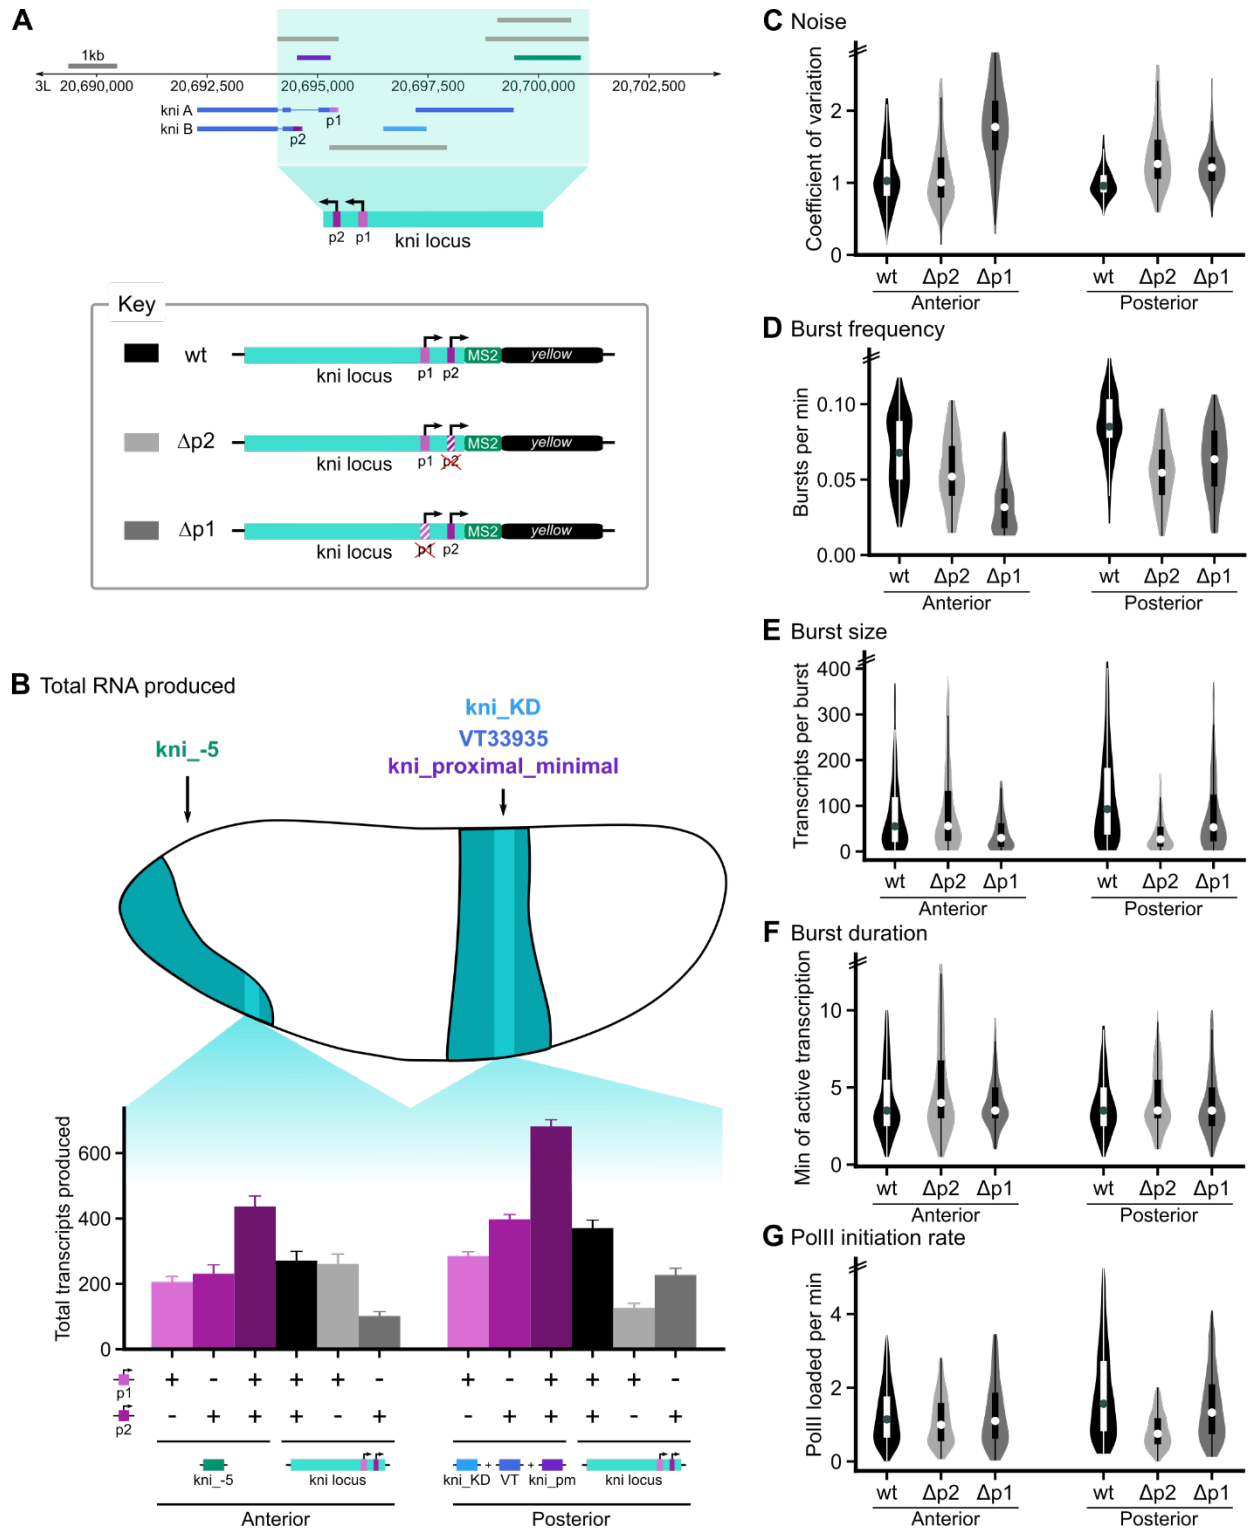 A
1kb
3L 20,690,000 20,692,500 20,695,000 20,697,500 20,700,000 20,702,500
kni A
p1
kni B
p2
p2 p1 kni locus
Key
wt
MS2 yellow
kni locus p1 p2
Δp2
MS2 yellow
kni locus p1 p2
Δp1
MS2 yellow
kni locus p1 p2
B Total RNA produced
kni_-5
kni_KD
VT33935
kni_proximal_minimal
Total transcripts produced
600
400
200
0
p1 + - + + + - + - + + + -
p2 - + + + - + - + + + - +
kni_-5 kni locus kni_KD + VT + kni_pm kni locus
Anterior Posterior
C Noise
Coefficient of variation
2
1
0
wt Δp2 Δp1 wt Δp2 Δp1
Anterior Posterior
D Burst frequency
Bursts per min
0.10
0.05
0.00
wt Δp2 Δp1 wt Δp2 Δp1
Anterior Posterior
E Burst size
Transcripts per burst
400
300
200
100
0
wt Δp2 Δp1 wt Δp2 Δp1
Anterior Posterior
F Burst duration
Min of active transcription
10
5
0
wt Δp2 Δp1 wt Δp2 Δp1
Anterior Posterior
G PolII initiation rate
PolII loaded per min
4
2
0
wt Δp2 Δp1 wt Δp2 Δp1
Anterior Posterior